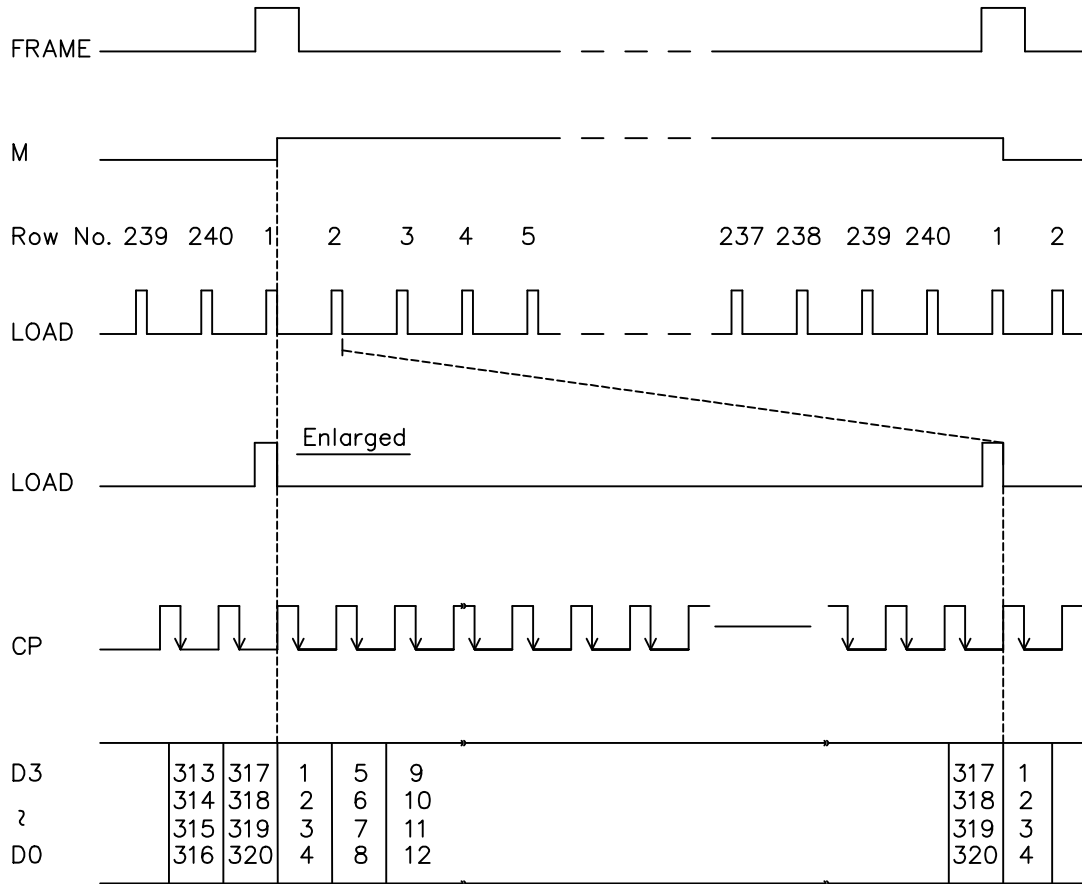 FRAME
M
Row No. 239 240 1 2 3 4 5 237 238 239 240 1 2
LOAD
Enlarged
LOAD
CP
D3 313 317 1 5 9 317 1
314 318 2 6 10 318 2
~ 315 319 3 7 11 319 3
D0 316 320 4 8 12 320 4